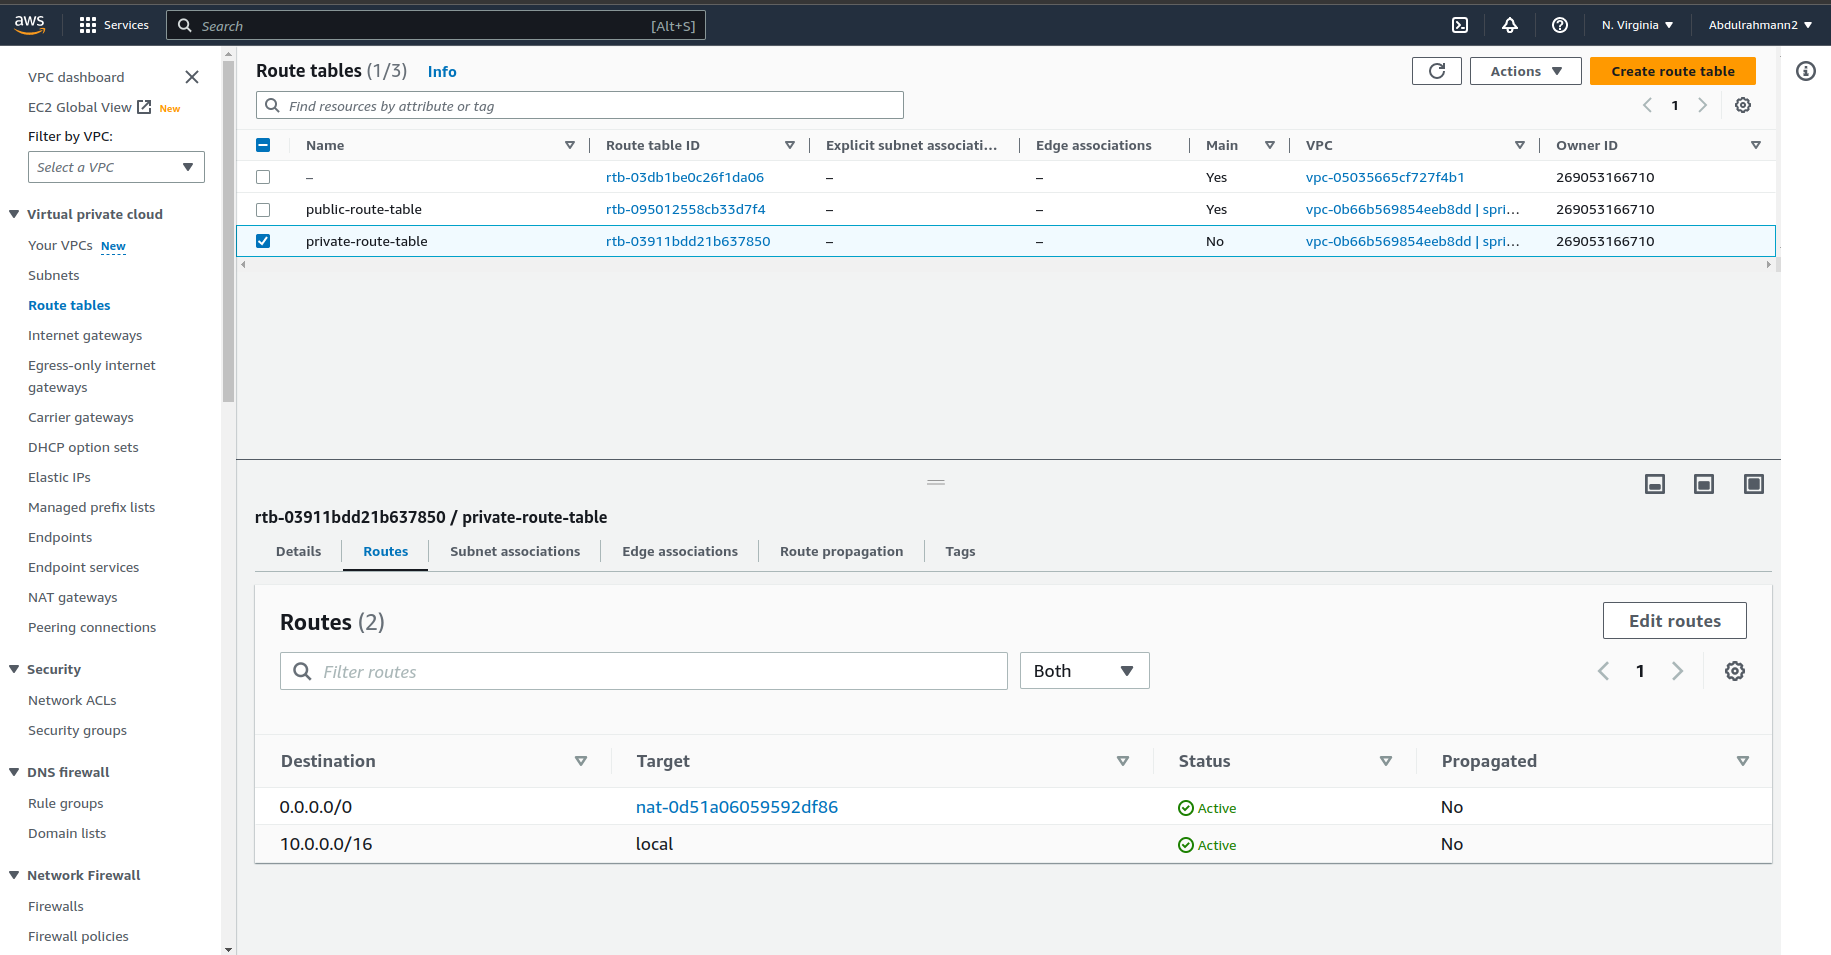 aws Services Search [Alt+S] N. Virginia Abdulrahmann2
VPC dashboard
EC2 Global View New
Filter by VPC:
Select a VPC
Virtual private cloud
Your VPCs New
Subnets
Route tables
Internet gateways
Egress-only internet
gateways
Carrier gateways
DHCP option sets
Elastic IPs
Managed prefix lists
Endpoints
Endpoint services
NAT gateways
Peering connections
Security
Network ACLs
Security groups
DNS firewall
Rule groups
Domain lists
Network Firewall
Firewalls
Firewall policies
Route tables (1/3) Info
Actions Create route table
Find resources by attribute or tag
1
Name Route table ID Explicit subnet associati... Edge associations Main VPC Owner ID
– rtb-03db1be0c26f1da06 – – Yes vpc-05035665cf727f4b1 269053166710
public-route-table rtb-095012558cb33d7f4 – – Yes vpc-0b66b569854eeb8dd | spri... 269053166710
private-route-table rtb-03911bdd21b637850 – – No vpc-0b66b569854eeb8dd | spri... 269053166710
rtb-03911bdd21b637850 / private-route-table
Details Routes Subnet associations Edge associations Route propagation Tags
Routes (2)
Edit routes
Filter routes Both
1
Destination Target Status Propagated
0.0.0.0/0 nat-0d51a06059592df86 Active No
10.0.0.0/16 local Active No